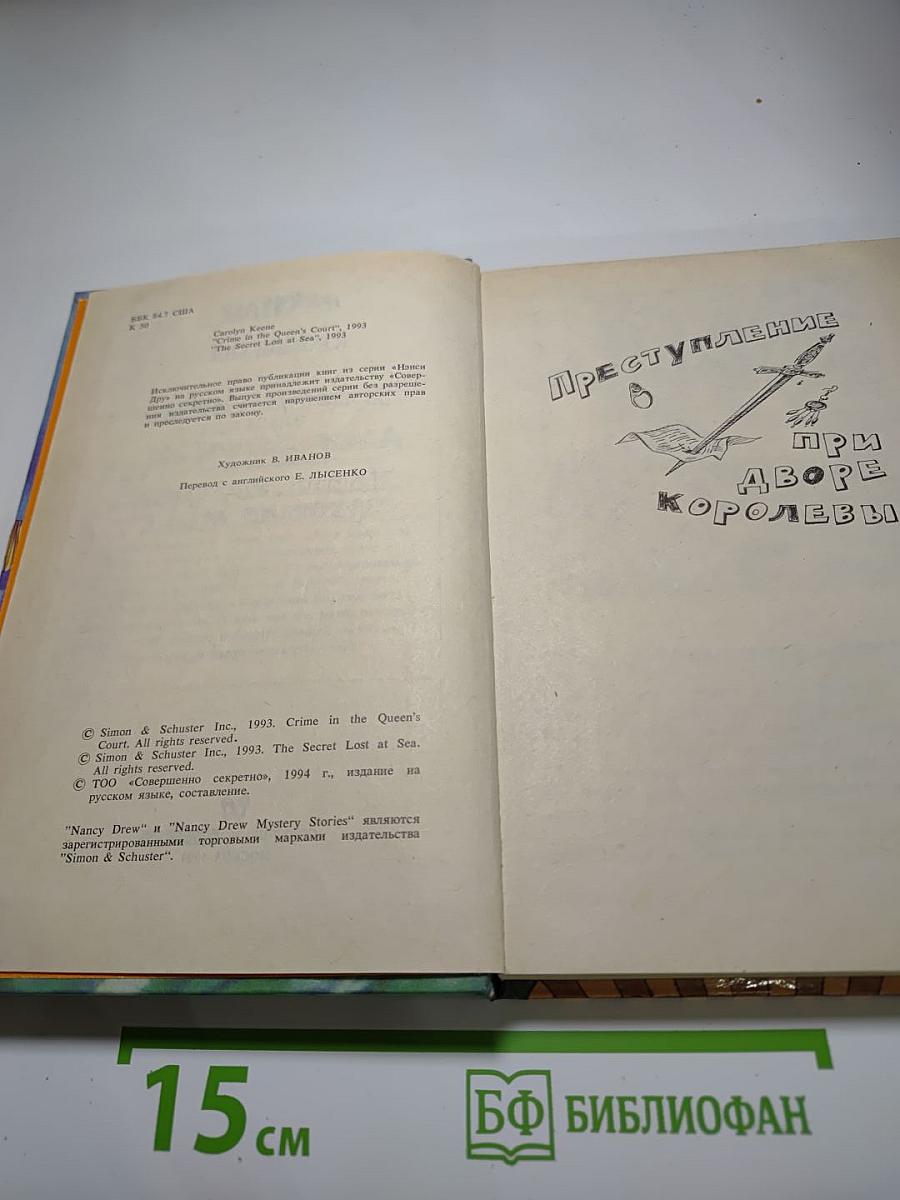 ББК 84.7 США
К 50
Carolyn Keene
"Crime in the Queen's Court", 1993
"The Secret Lost at Sea", 1993
Исключительное право публикации книг из серии «Нэнси
Дру» на русском языке принадлежит издательству «Совер-
шенно секретно». Выпуск произведений серии без разреше-
ния издательства считается нарушением авторских прав
и преследуется по закону.
Художник В. ИВАНОВ
Перевод с английского Е. ЛЫСЕНКО
© Simon & Schuster Inc., 1993. Crime in the Queen's
Court. All rights reserved.
© Simon & Schuster Inc., 1993. The Secret Lost at Sea.
All rights reserved.
© ТОО «Совершенно секретно», 1994 г., издание на
русском языке, составление.
"Nancy Drew" и "Nancy Drew Mystery Stories" являются
зарегистрированными торговыми марками издательства
"Simon & Schuster".
ПРЕСТУПЛЕНИЕ
ПРИ
ДВОРЕ
КОРОЛЕВЫ
15 см
БФ БИБЛИОФАН